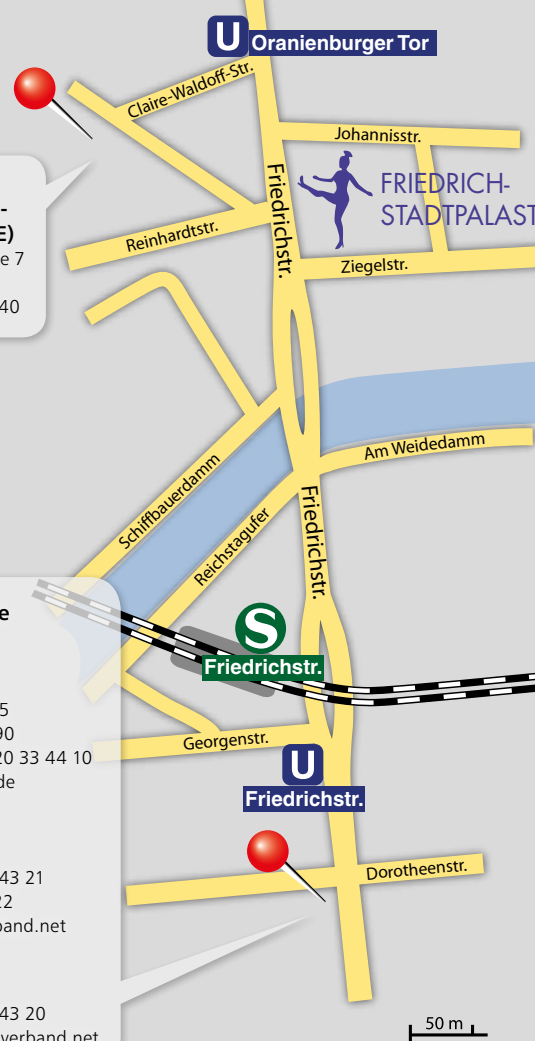 U Oranienburger Tor
Claire-Waldoff-Str.
Johannisstr.
Friedrichstr.
FRIEDRICH-
STADTPALAST
-
E)
e 7
40
Reinhardtstr.
Ziegelstr.
Am Weidedamm
Schiffbauerdamm
Reichstagufer
Friedrichstr.
S
Friedrichstr.
e
5
90
20 33 44 10
de
Georgenstr.
U
Friedrichstr.
43 21
22
band.net
Dorotheenstr.
43 20
verband.net
50 m